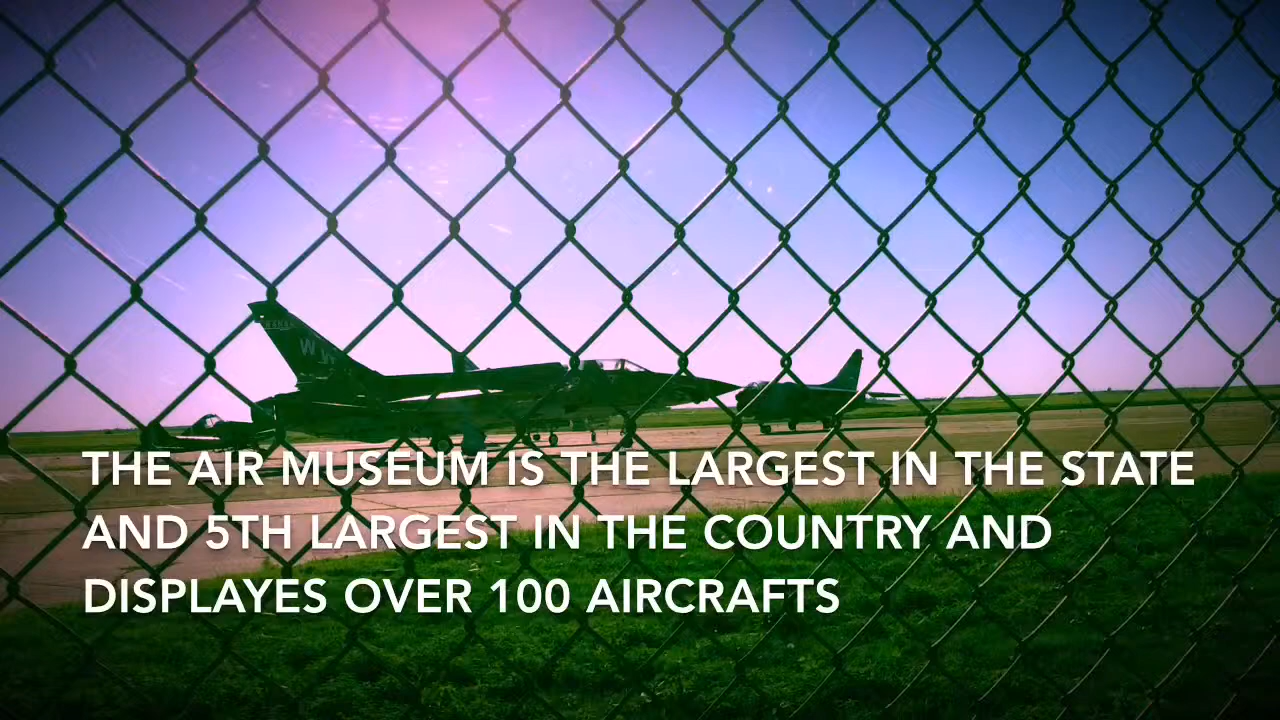 WW
THE AIR MUSEUM IS THE LARGEST IN THE STATE
AND 5TH LARGEST IN THE COUNTRY AND
DISPLAYES OVER 100 AIRCRAFTS